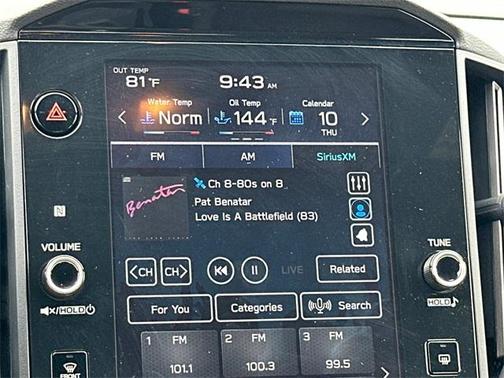 OUT TEMP
81°F
9:43 AM
Water Temp
Norm
Oil Temp
144°F
Calendar
10
THU
FM
AM
SiriusXM
Benatar
Ch 8-80s on 8
Pat Benatar
Love Is A Battlefield (83)
N
VOLUME
HOLD
TUNE
HOLD
<CH
CH>
LIVE
Related
For You
Categories
Search
1 FM
101.1
2 FM
100.3
3 FM
99.5
FRONT